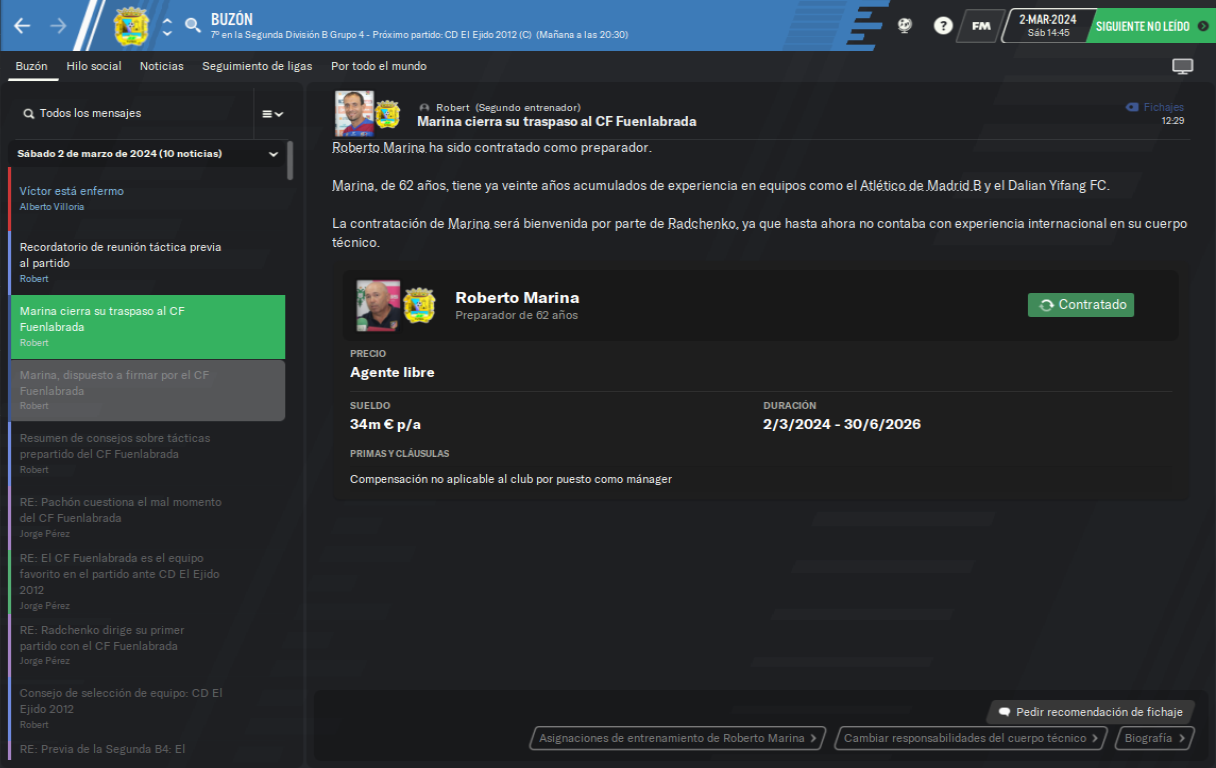 BUZÓN
7º en la Segunda División B Grupo 4 - Próximo partido: CD El Ejido 2012 (C) (Mañana a las 20:30)
?
FM
2-MAR-2024
Sáb 14:45
SIGUIENTE NO LEÍDO
Buzón
Hilo social
Noticias
Seguimiento de ligas
Por todo el mundo
Todos los mensajes
Sábado 2 de marzo de 2024 (10 noticias)
Víctor está enfermo
Alberto Villoria
Recordatorio de reunión táctica previa
al partido
Robert
Marina cierra su traspaso al CF
Fuenlabrada
Robert
Marina, dispuesto a firmar por el CF
Fuenlabrada
Robert
Resumen de consejos sobre tácticas
prepartido del CF Fuenlabrada
Robert
RE: Pachón cuestiona el mal momento
del CF Fuenlabrada
Jorge Pérez
RE: El CF Fuenlabrada es el equipo
favorito en el partido ante CD El Ejido
2012
Jorge Pérez
RE: Radchenko dirige su primer
partido con el CF Fuenlabrada
Jorge Pérez
Consejo de selección de equipo: CD El
Ejido 2012
Robert
RE: Previa de la Segunda B4: El
Robert (Segundo entrenador)
Marina cierra su traspaso al CF Fuenlabrada
Fichajes
12:29
Roberto Marina ha sido contratado como preparador.
Marina, de 62 años, tiene ya veinte años acumulados de experiencia en equipos como el Atlético de Madrid B y el Dalian Yifang FC.
La contratación de Marina será bienvenida por parte de Radchenko, ya que hasta ahora no contaba con experiencia internacional en su cuerpo
técnico.
Roberto Marina
Preparador de 62 años
Contratado
PRECIO
Agente libre
SUELDO
34m € p/a
DURACIÓN
2/3/2024 - 30/6/2026
PRIMAS Y CLÁUSULAS
Compensación no aplicable al club por puesto como mánager
Pedir recomendación de fichaje
Asignaciones de entrenamiento de Roberto Marina
Cambiar responsabilidades del cuerpo técnico
Biografía